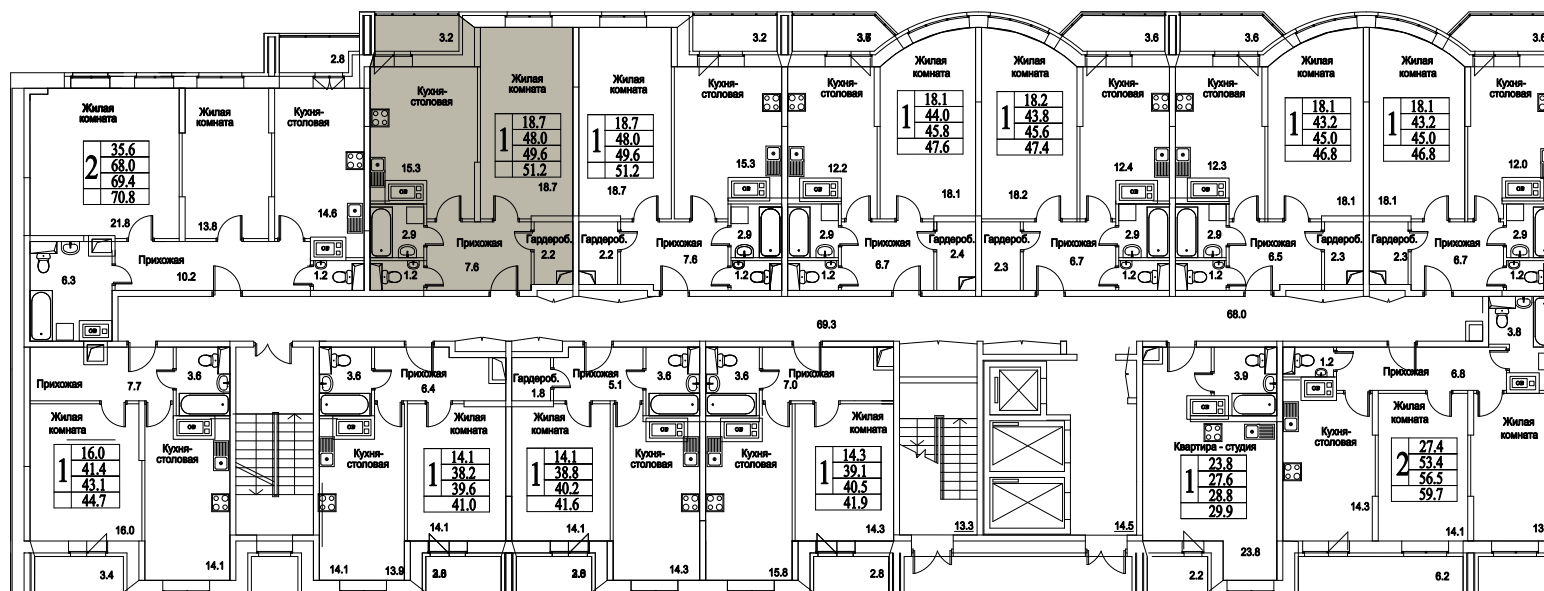 3.2
3.2
3.6
3.6
3.6
2.8
Жилая
комната
Жилая
комната
Кухня-
столовая
Кухня-
столовая
Жилая
комната
Жилая
комната
Кухня-
столовая
Кухня-
столовая
Жилая
комната
Жилая
комната
Кухня-
столовая
Кухня-
столовая
Жилая
комната
Жилая
комната
Кухня-
столовая
2
35.6
68.0
69.4
70.8
1
18.7
48.0
49.6
51.2
1
18.7
48.0
49.6
51.2
1
18.1
44.0
45.8
47.6
1
18.2
43.8
45.6
47.4
1
18.1
43.2
45.0
46.8
1
18.1
43.2
45.0
46.8
21.8
13.8
14.6
15.3
18.7
18.7
15.3
12.2
18.1
18.2
12.4
12.3
18.1
18.1
12.0
ОВ
ОВ
ОВ
ОВ
ОВ
ОВ
ОВ
ОВ
6.3
Прихожая
10.2
1.2
2.9
1.2
Прихожая
7.6
Гардероб.
2.2
Гардероб.
2.2
Прихожая
7.6
2.9
1.2
2.9
1.2
Прихожая
6.7
Гардероб.
2.4
Гардероб.
2.3
Прихожая
6.7
2.9
1.2
2.9
1.2
Прихожая
6.5
Гардероб.
2.3
Гардероб.
2.3
Прихожая
6.7
2.9
1.2
69.3
68.0
3.8
ОВ
Прихожая
7.7
3.6
3.6
Прихожая
6.4
Гардероб.
1.8
5.1
Прихожая
3.6
3.6
7.0
Прихожая
3.9
1.2
Прихожая
6.8
ОВ
ОВ
ОВ
ОВ
ОВ
ОВ
ОВ
Жилая
комната
1
16.0
41.4
43.1
44.7
16.0
Кухня-
столовая
14.1
3.4
Кухня-
столовая
14.1
13.9
Жилая
комната
1
14.1
38.2
39.6
41.0
14.1
Жилая
комната
1
14.1
38.8
40.2
41.6
14.1
Кухня-
столовая
14.3
Кухня-
столовая
15.8
Жилая
комната
1
14.3
39.1
40.5
41.9
14.3
2.8
13.3
14.5
Квартира - студия
1
23.8
27.6
28.8
29.9
23.8
2.2
Кухня-
столовая
14.3
Жилая
комната
2
27.4
53.4
56.5
59.7
14.1
6.2
Жилая
комната